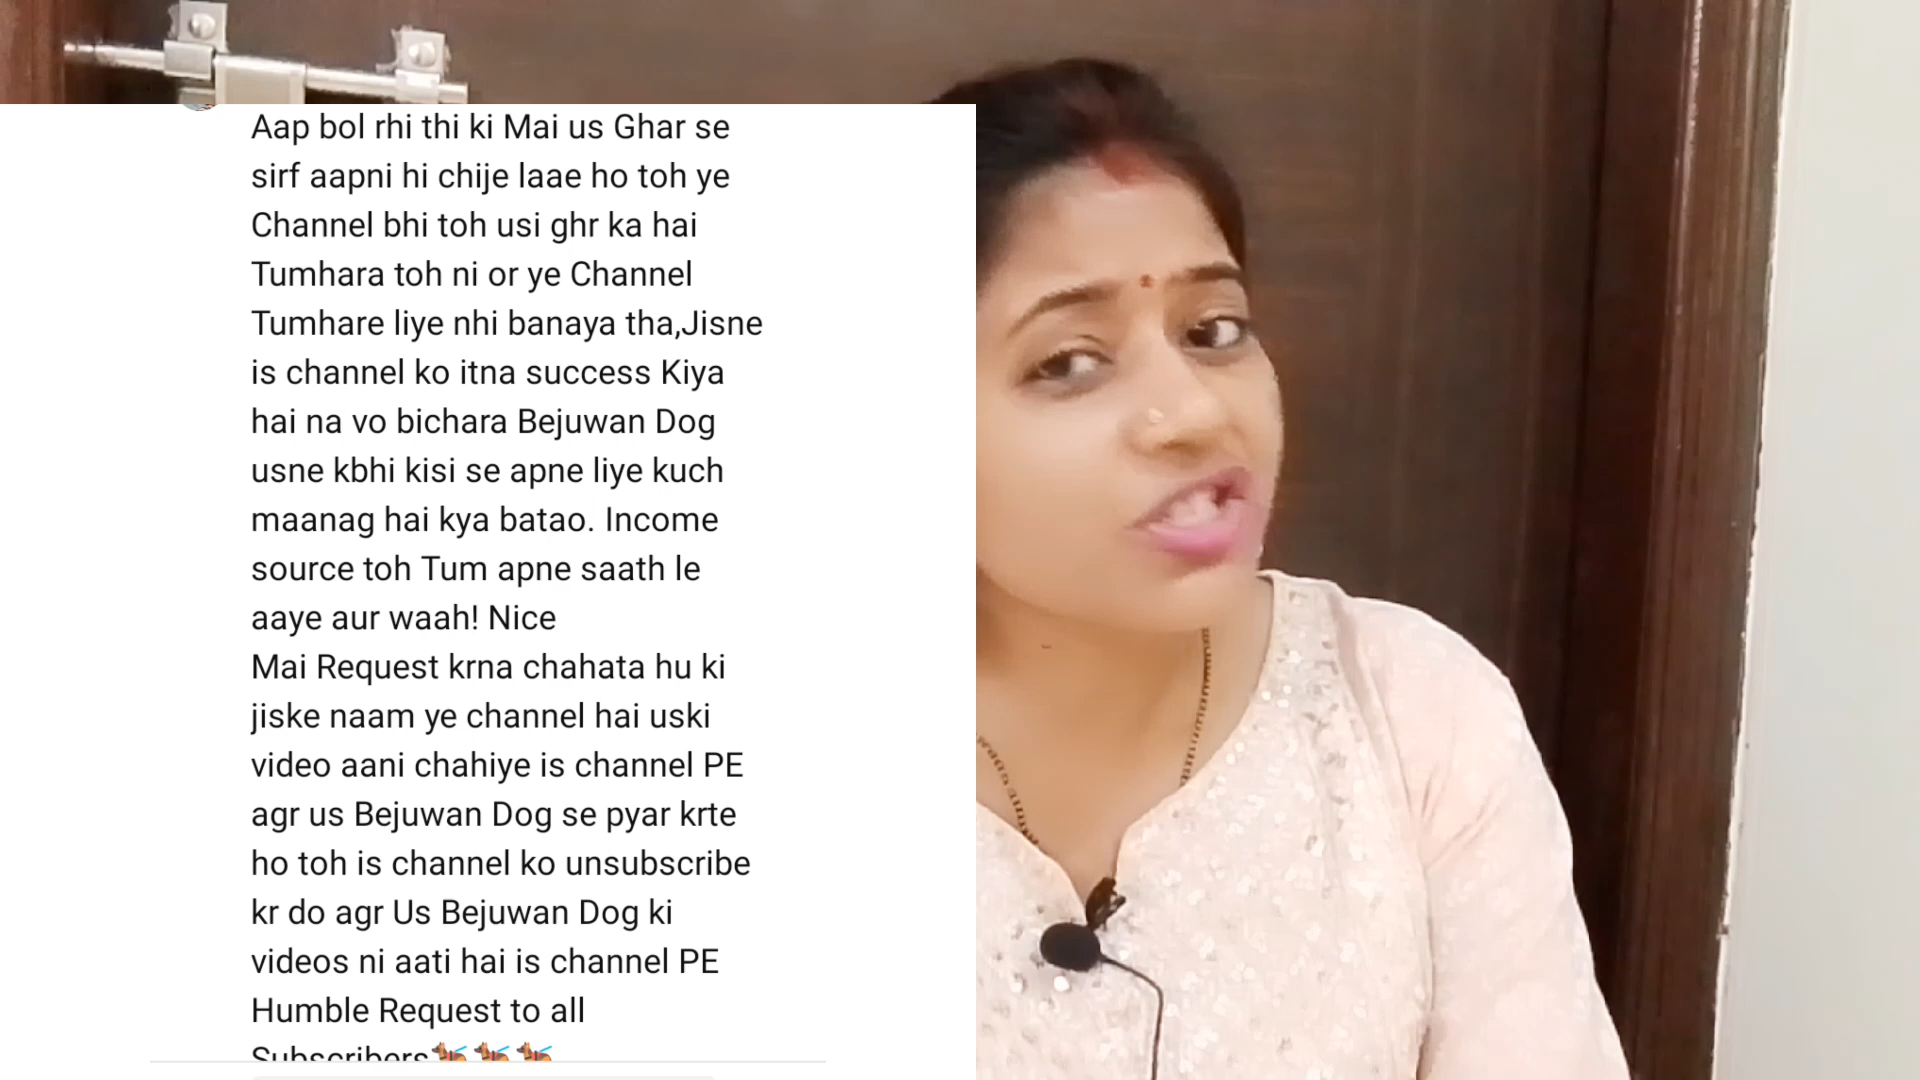 Aap bol rhi thi ki Mai us Ghar se
sirf aapni hi chije laae ho toh ye
Channel bhi toh usi ghr ka hai
Tumhara toh ni or ye Channel
Tumhare liye nhi banaya tha,Jisne
is channel ko itna success Kiya
hai na vo bichara Bejuwan Dog
usne kbhi kisi se apne liye kuch
maanag hai kya batao. Income
source toh Tum apne saath le
aaye aur waah! Nice
Mai Request krna chahata hu ki
jiske naam ye channel hai uski
video aani chahiye is channel PE
agr us Bejuwan Dog se pyar krte
ho toh is channel ko unsubscribe
kr do agr Us Bejuwan Dog ki
videos ni aati hai is channel PE
Humble Request to all
Subscribers🐕‍🦺🐕‍🦺🐕‍🦺